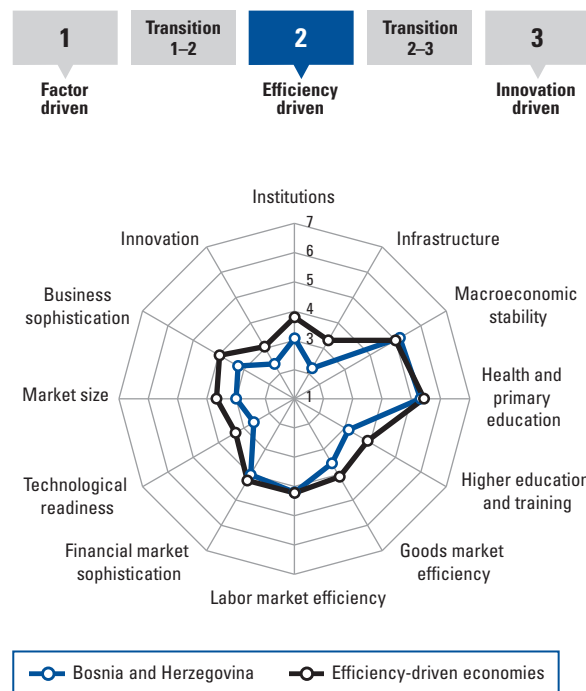 1
Transition
1–2
2
Transition
2–3
3
Factor
driven
Efficiency
driven
Innovation
driven
Institutions
7
6
5
4
3
2
1
Infrastructure
Macroeconomic
stability
Health and
primary
education
Higher education
and training
Goods market
efficiency
Labor market efficiency
Financial market
sophistication
Technological
readiness
Market size
Business
sophistication
Innovation
Bosnia and Herzegovina
Efficiency-driven economies